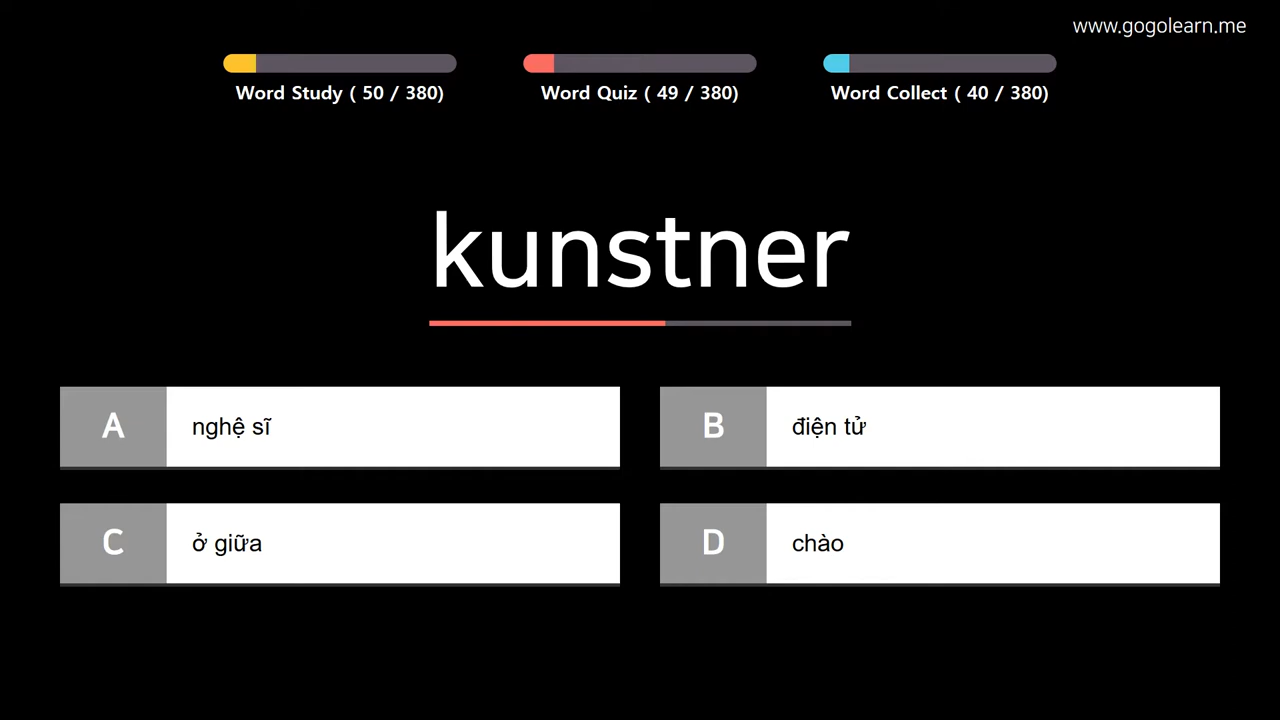 www.gogolearn.me
Word Study ( 50 / 380)
Word Quiz ( 49 / 380)
Word Collect ( 40 / 380)
kunstner
A nghệ sĩ
B điện tử
C ở giữa
D chào